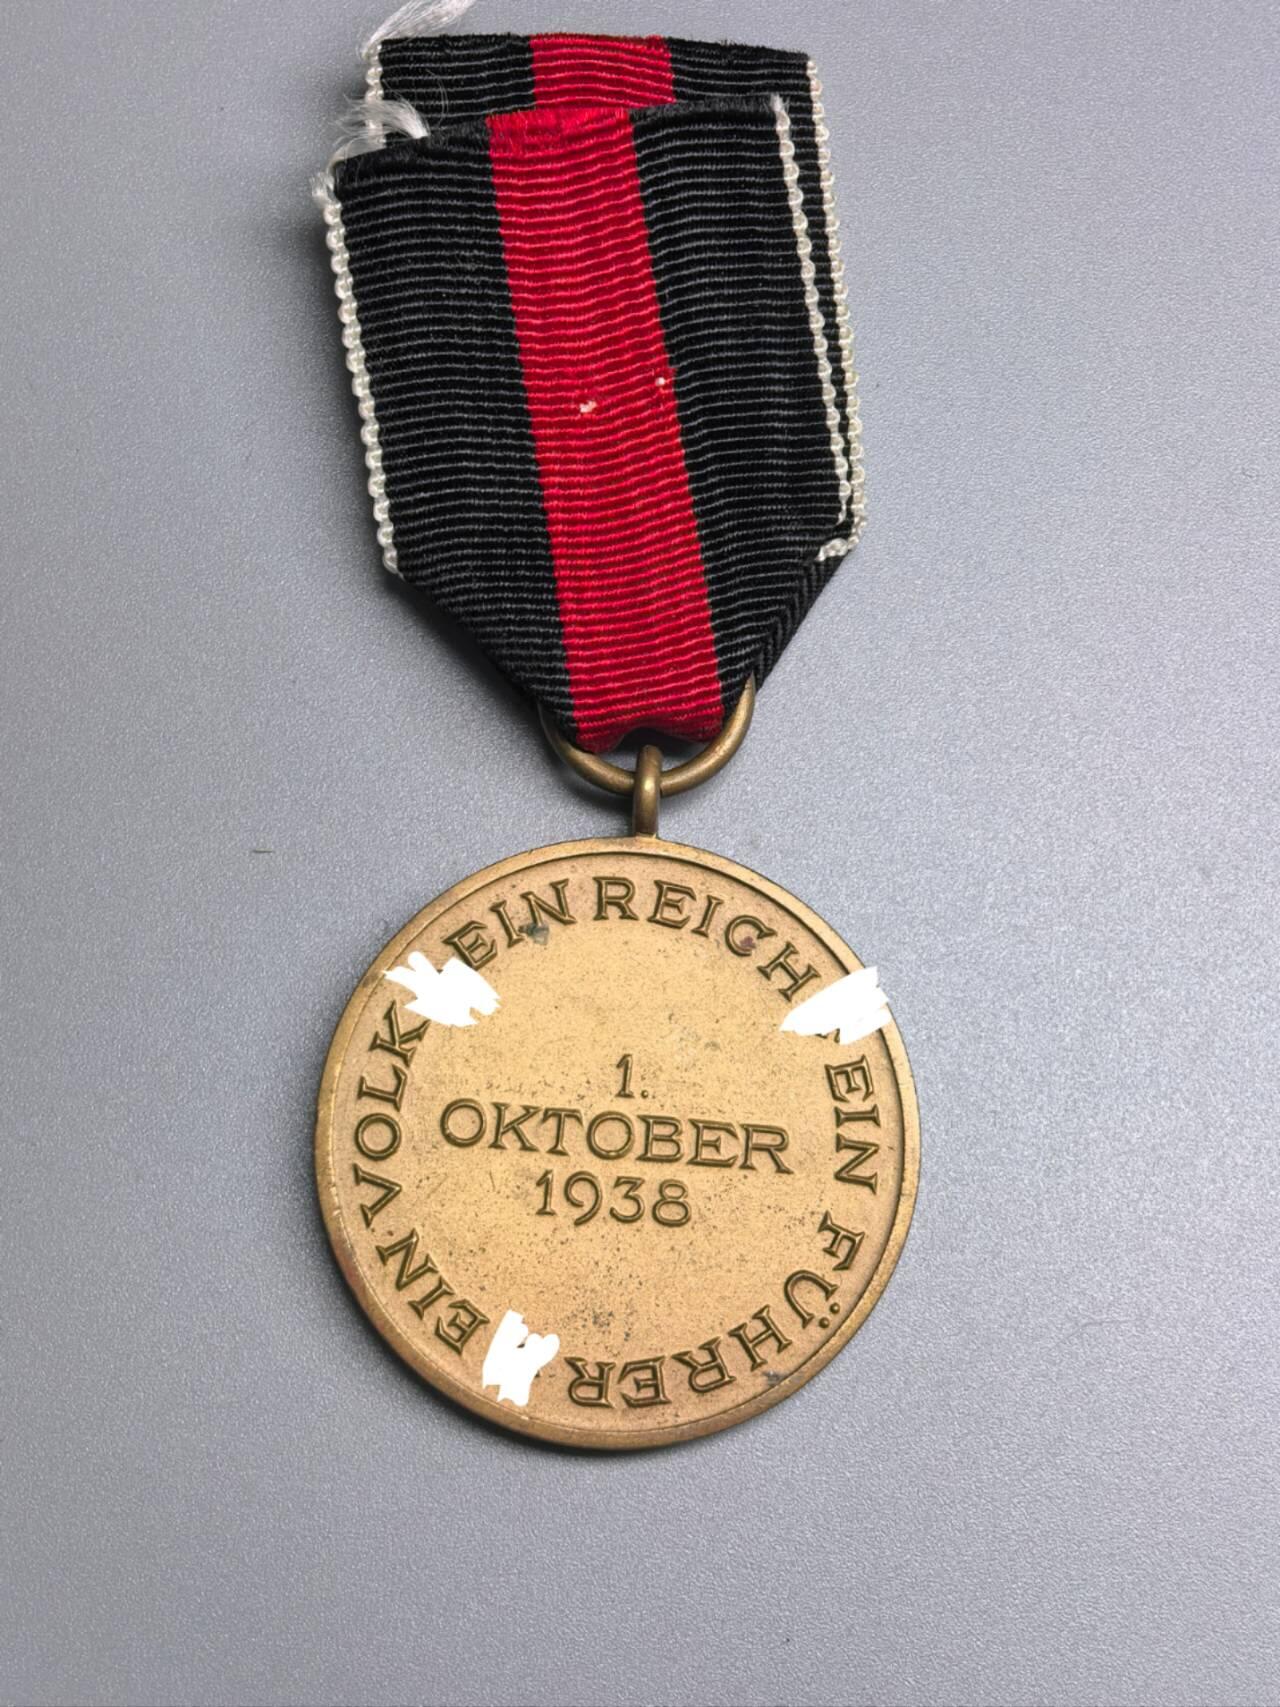 EIN VOLK EIN REICH EIN FÜHRER
1.
OKTOBER
1938